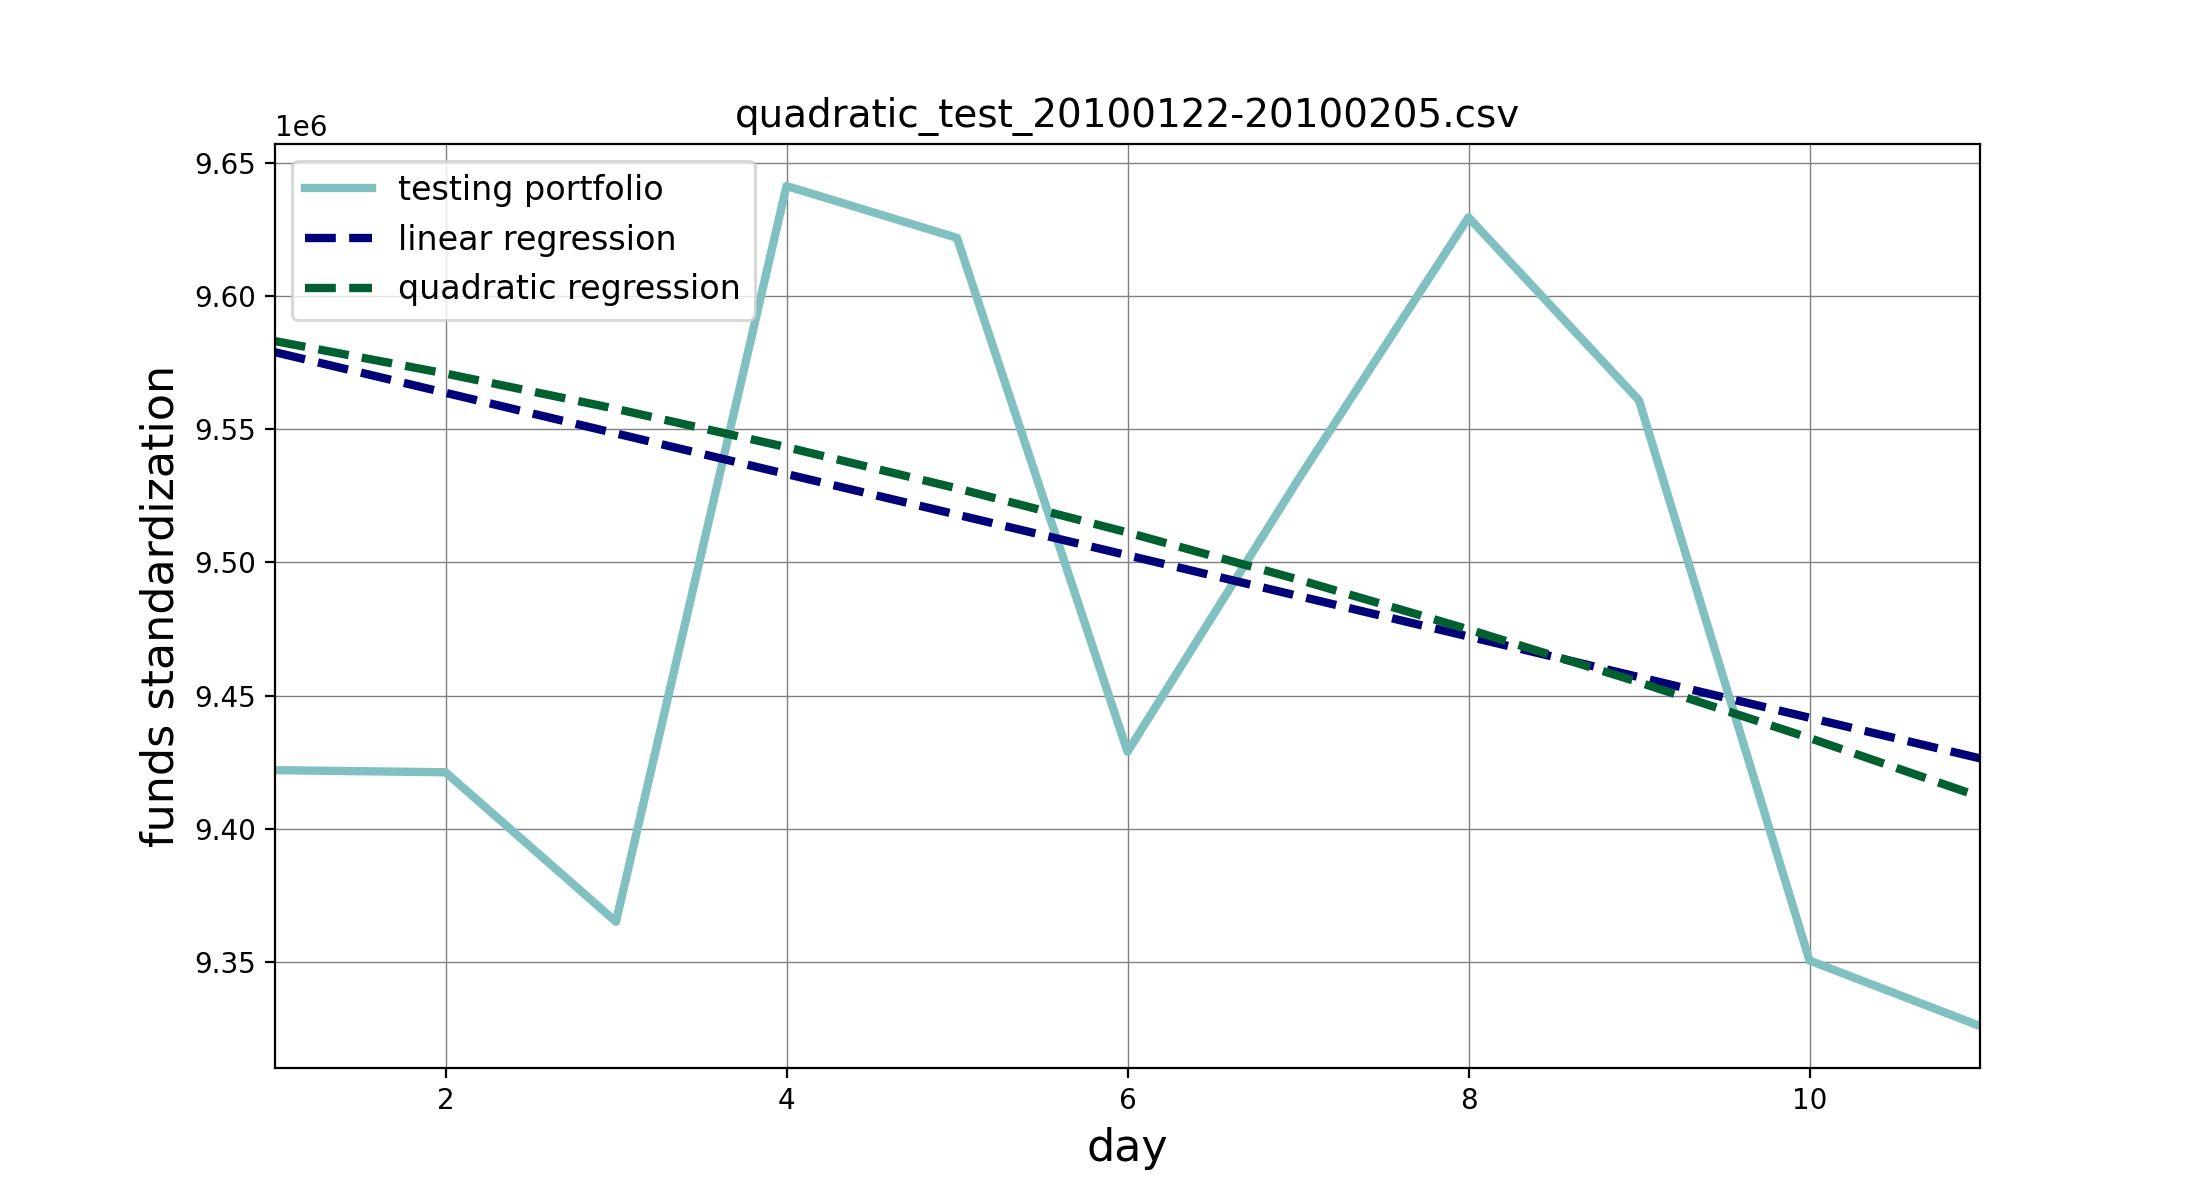 quadratic_test_20100122-20100205.csv
1e6
testing portfolio
linear regression
quadratic regression
9.65
9.60
9.55
9.50
9.45
9.40
9.35
funds standardization
2
4
6
8
10
day